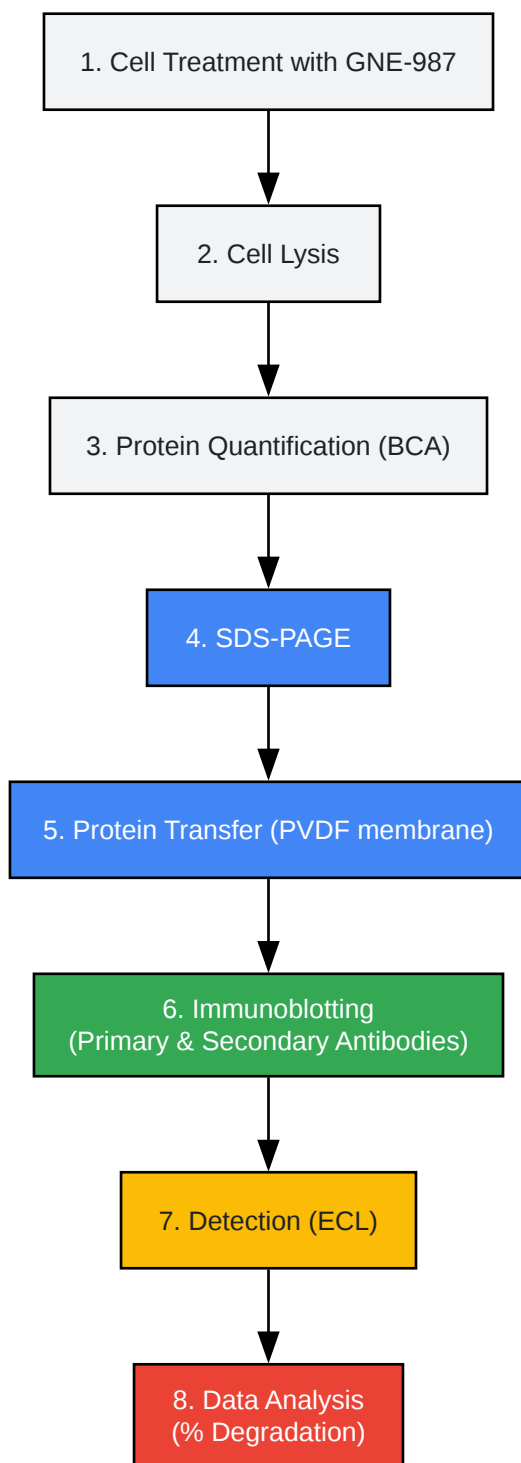 1. Cell Treatment with GNE-987
2. Cell Lysis
3. Protein Quantification (BCA)
4. SDS-PAGE
5. Protein Transfer (PVDF membrane)
6. Immunoblotting
(Primary & Secondary Antibodies)
7. Detection (ECL)
8. Data Analysis
(% Degradation)